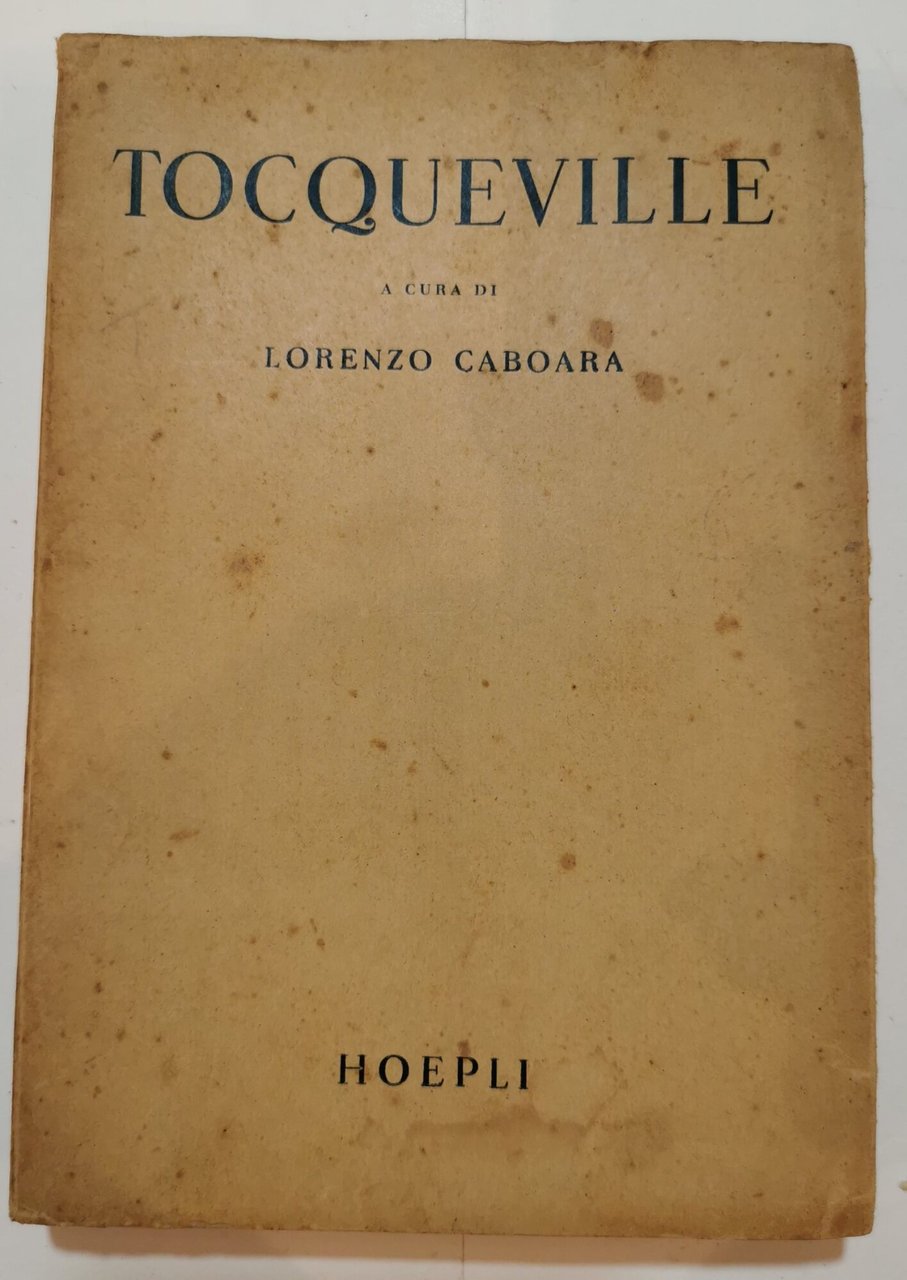 TOCQUEVILLE
A CURA DI
LORENZO CABOARA
HOEPLI